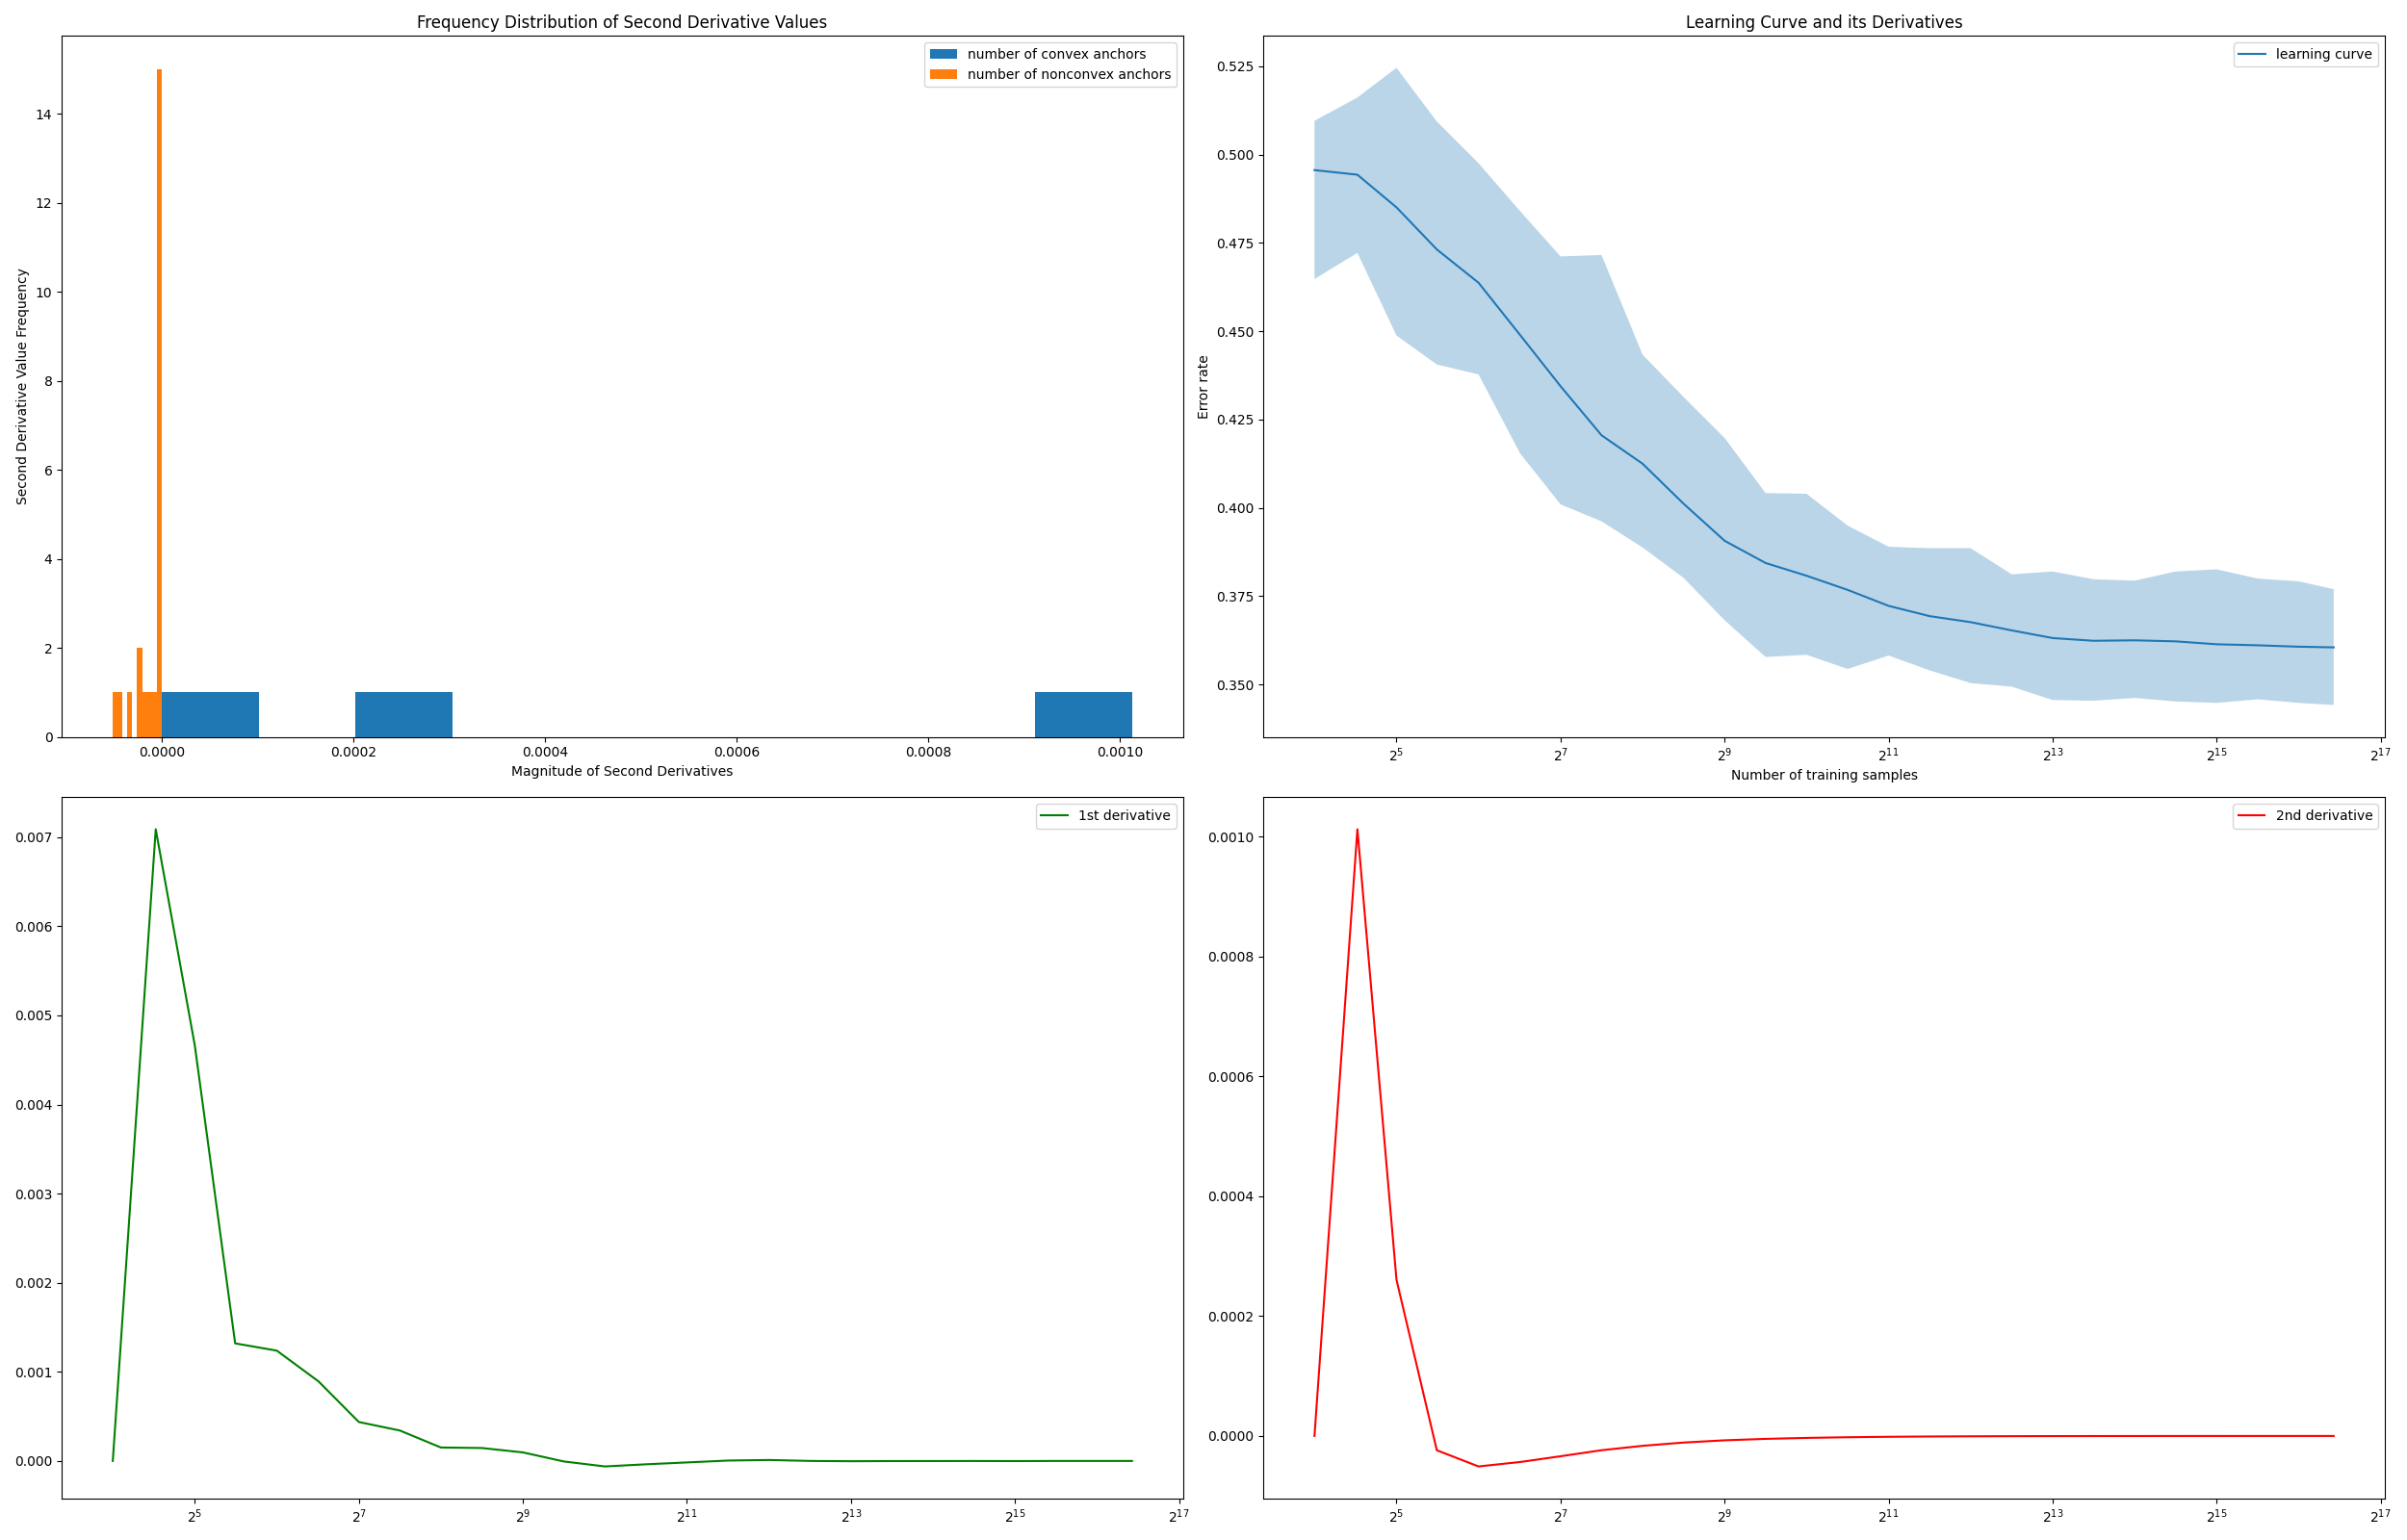 Frequency Distribution of Second Derivative Values
number of convex anchors
number of nonconvex anchors
Second Derivative Value Frequency
14
12
10
8
6
4
2
0
0.0000 0.0002 0.0004 0.0006 0.0008 0.0010
Magnitude of Second Derivatives
Learning Curve and its Derivatives
learning curve
Error rate
0.525
0.500
0.475
0.450
0.425
0.400
0.375
0.350
2^5 2^7 2^9 2^11 2^13 2^15 2^17
Number of training samples
1st derivative
0.007
0.006
0.005
0.004
0.003
0.002
0.001
0.000
2^5 2^7 2^9 2^11 2^13 2^15 2^17
2nd derivative
0.0010
0.0008
0.0006
0.0004
0.0002
0.0000
2^5 2^7 2^9 2^11 2^13 2^15 2^17